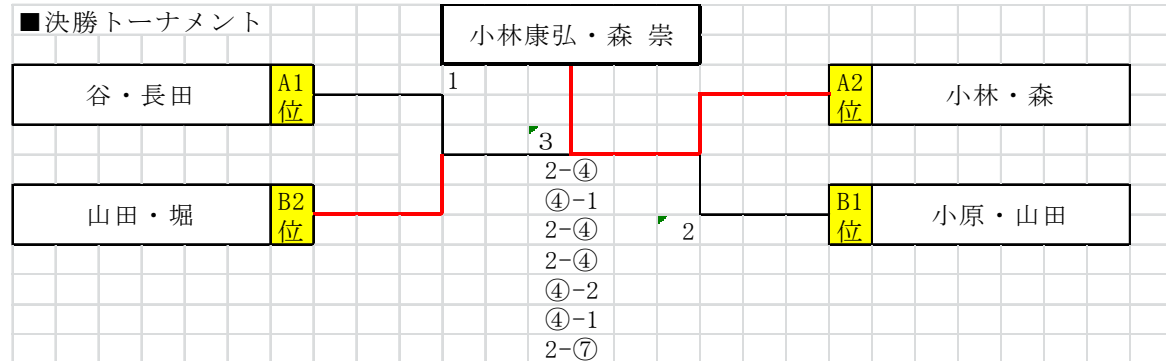 ■決勝トーナメント
小林康弘・森 崇
谷・長田
A1
位
1
A2
位
小林・森
3
2-④
④-1
山田・堀
B2
位
2-④
2
B1
位
小原・山田
2-④
④-2
④-1
2-⑦